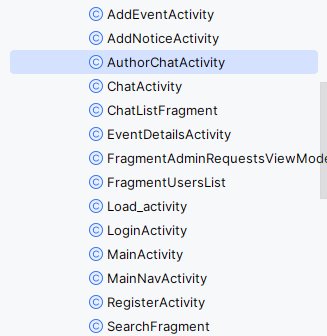 AddEventActivity
AddNoticeActivity
AuthorChatActivity
ChatActivity
ChatListFragment
EventDetailsActivity
FragmentAdminRequestsViewMode
FragmentUsersList
Load_activity
LoginActivity
MainActivity
MainNavActivity
RegisterActivity
SearchFragment